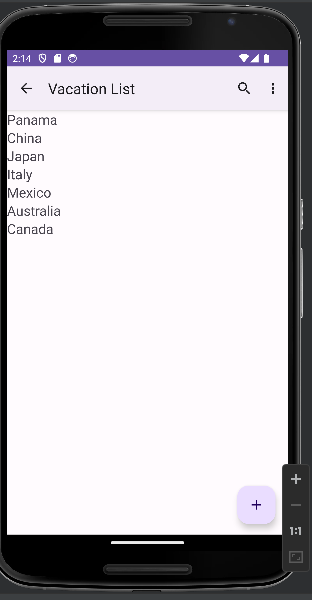 2:14
Vacation List
Panama
China
Japan
Italy
Mexico
Australia
Canada
+
+
1:1